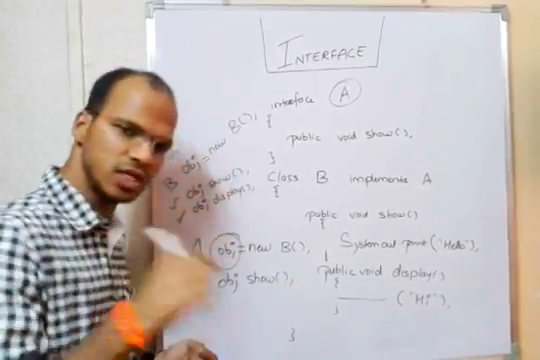 INTERFACE
interface A
{
public void show();
}
Class B implements A
{
public void show()
{
System.out.print("Hello");
}
public void display()
{
("Hi");
}
}
B obj = new B();
obj show();
obj display();
A obj = new B();
obj show();